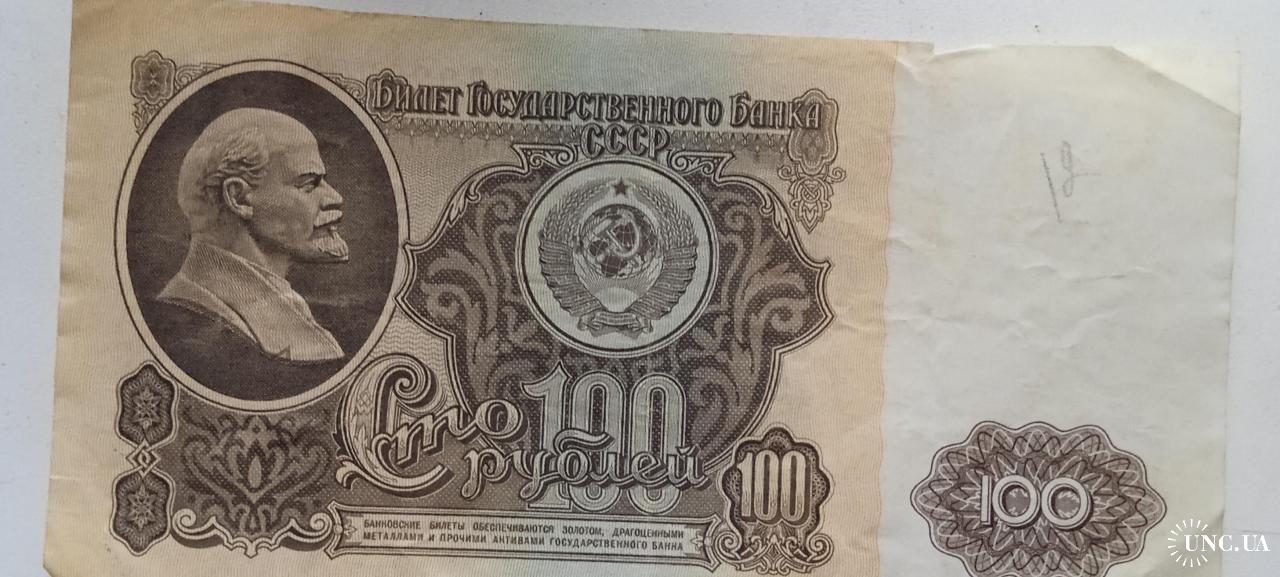 Билет Государственного Банка
СССР
100
Сто рублей
100
100
БАНКОВСКИЕ БИЛЕТЫ ОБЕСПЕЧИВАЮТСЯ ЗОЛОТОМ, ДРАГОЦЕННЫМИ
МЕТАЛЛАМИ И ПРОЧИМИ АКТИВАМИ ГОСУДАРСТВЕННОГО БАНКА
UNC.UA